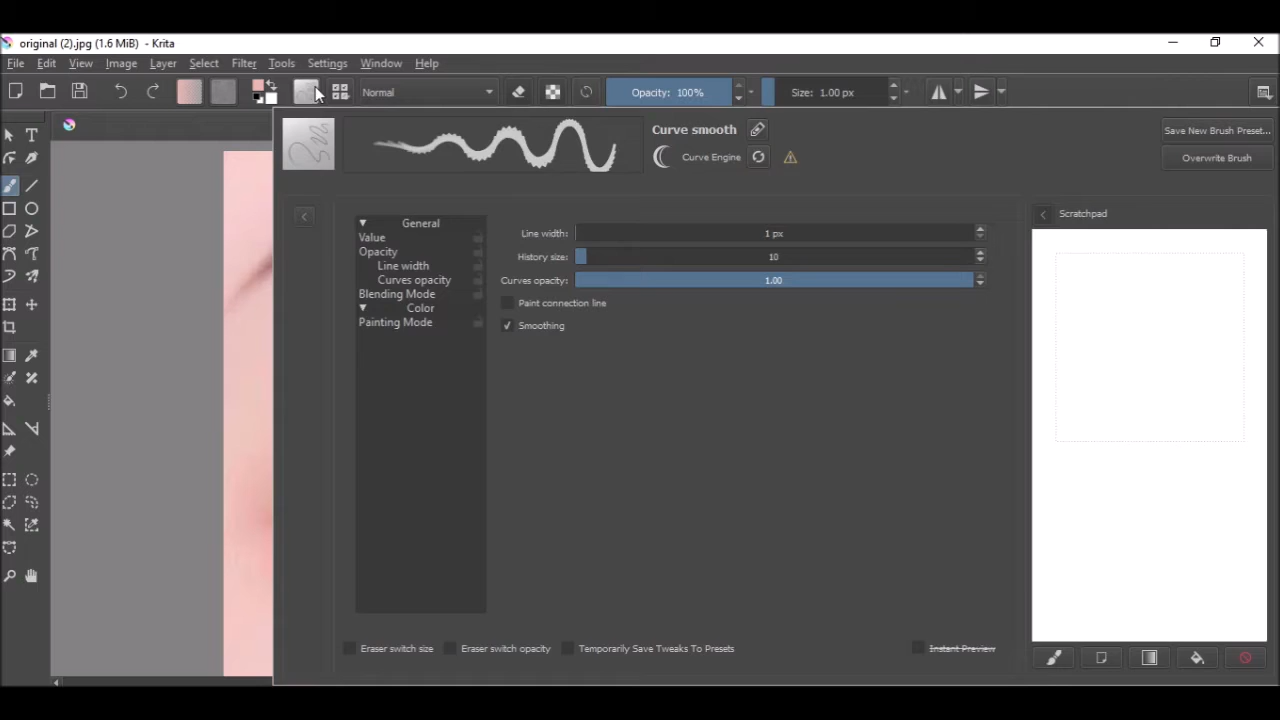 original (2).jpg (1.6 MiB) - Krita
File Edit View Image Layer Select Filter Tools Settings Window Help
Normal Opacity: 100% Size: 1.00 px
Curve smooth
Save New Brush Preset...
Curve Engine
Overwrite Brush
Scratchpad
General
Value
Opacity
Line width
Curves opacity
Blending Mode
Color
Painting Mode
Line width: 1 px
History size: 10
Curves opacity: 1.00
Paint connection line
Smoothing
Eraser switch size Eraser switch opacity Temporarily Save Tweaks To Presets Instant Preview